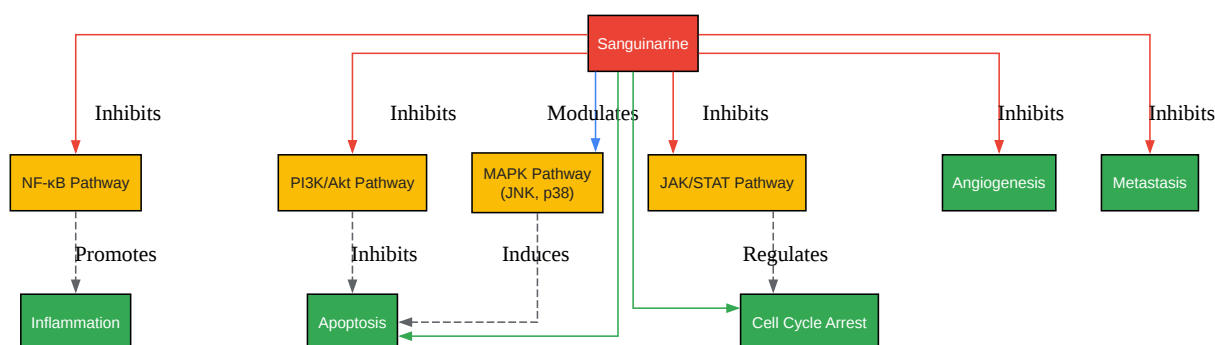 Sanguinarine
Inhibits
Inhibits
Modulates
Inhibits
Inhibits
Inhibits
NF-κB Pathway
PI3K/Akt Pathway
MAPK Pathway
(JNK, p38)
JAK/STAT Pathway
Angiogenesis
Metastasis
Promotes
Inhibits
Induces
Regulates
Inflammation
Apoptosis
Cell Cycle Arrest